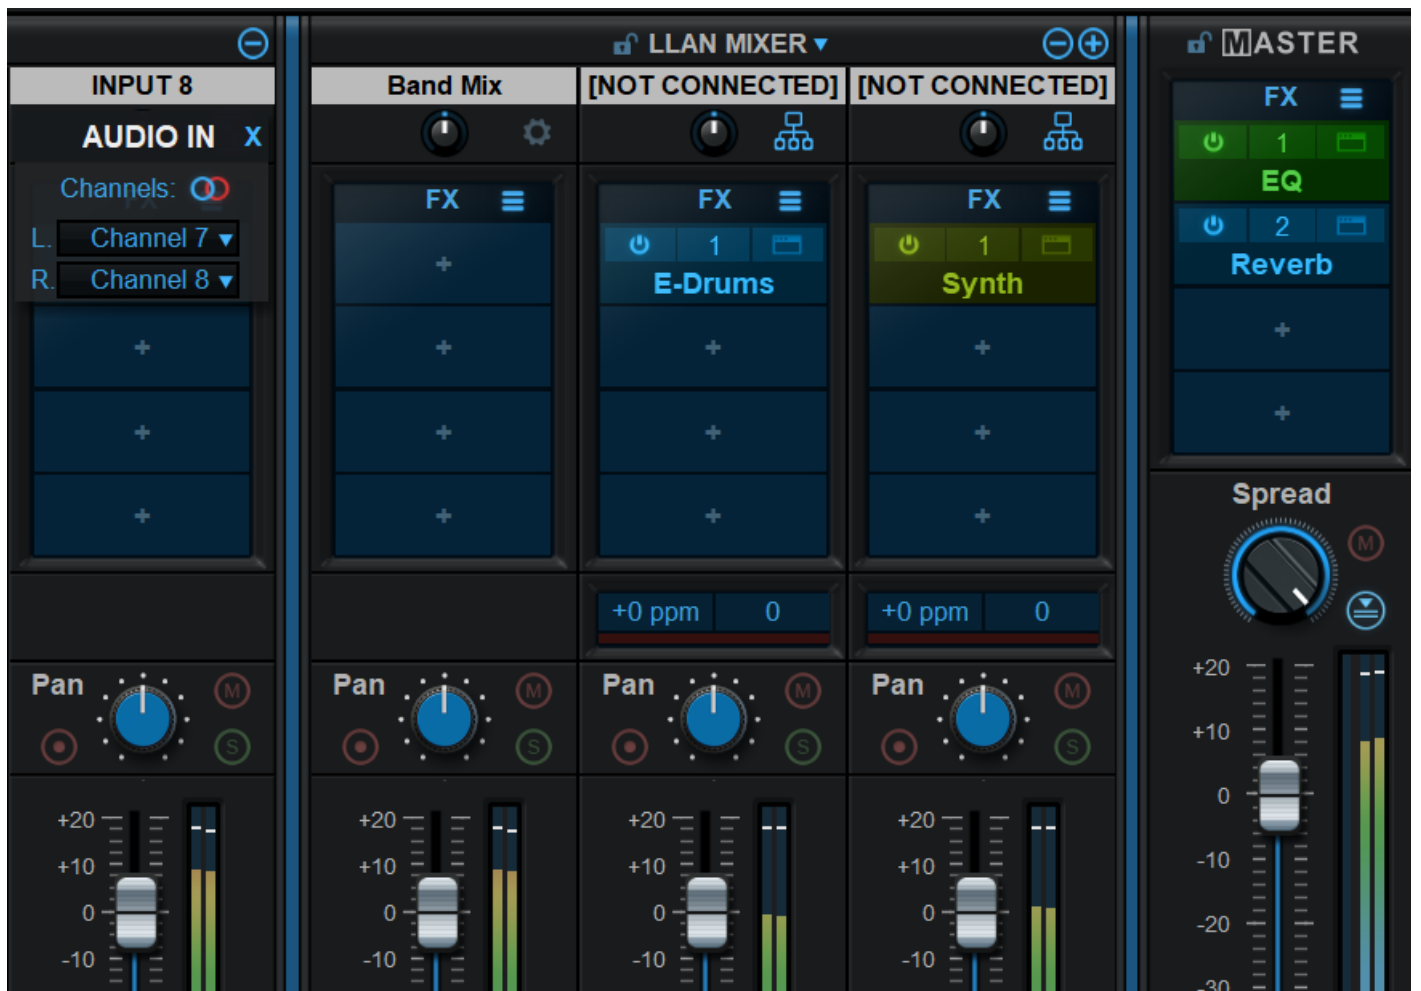 LLAN MIXER
MASTER
INPUT 8
Band Mix
[NOT CONNECTED]
[NOT CONNECTED]
AUDIO IN X
Channels:
L. Channel 7
R. Channel 8
+
+
+
FX
+
+
+
+
FX
1
E-Drums
+
+
+
FX
1
Synth
+
+
+
FX
1
EQ
2
Reverb
+
+
Spread
M
+0 ppm 0
+0 ppm 0
Pan M
S
Pan M
S
Pan M
S
Pan M
S
+20
+10
0
-10
+20
+10
0
-10
+20
+10
0
-10
+20
+10
0
-10
+20
+10
0
-10
-20
-30